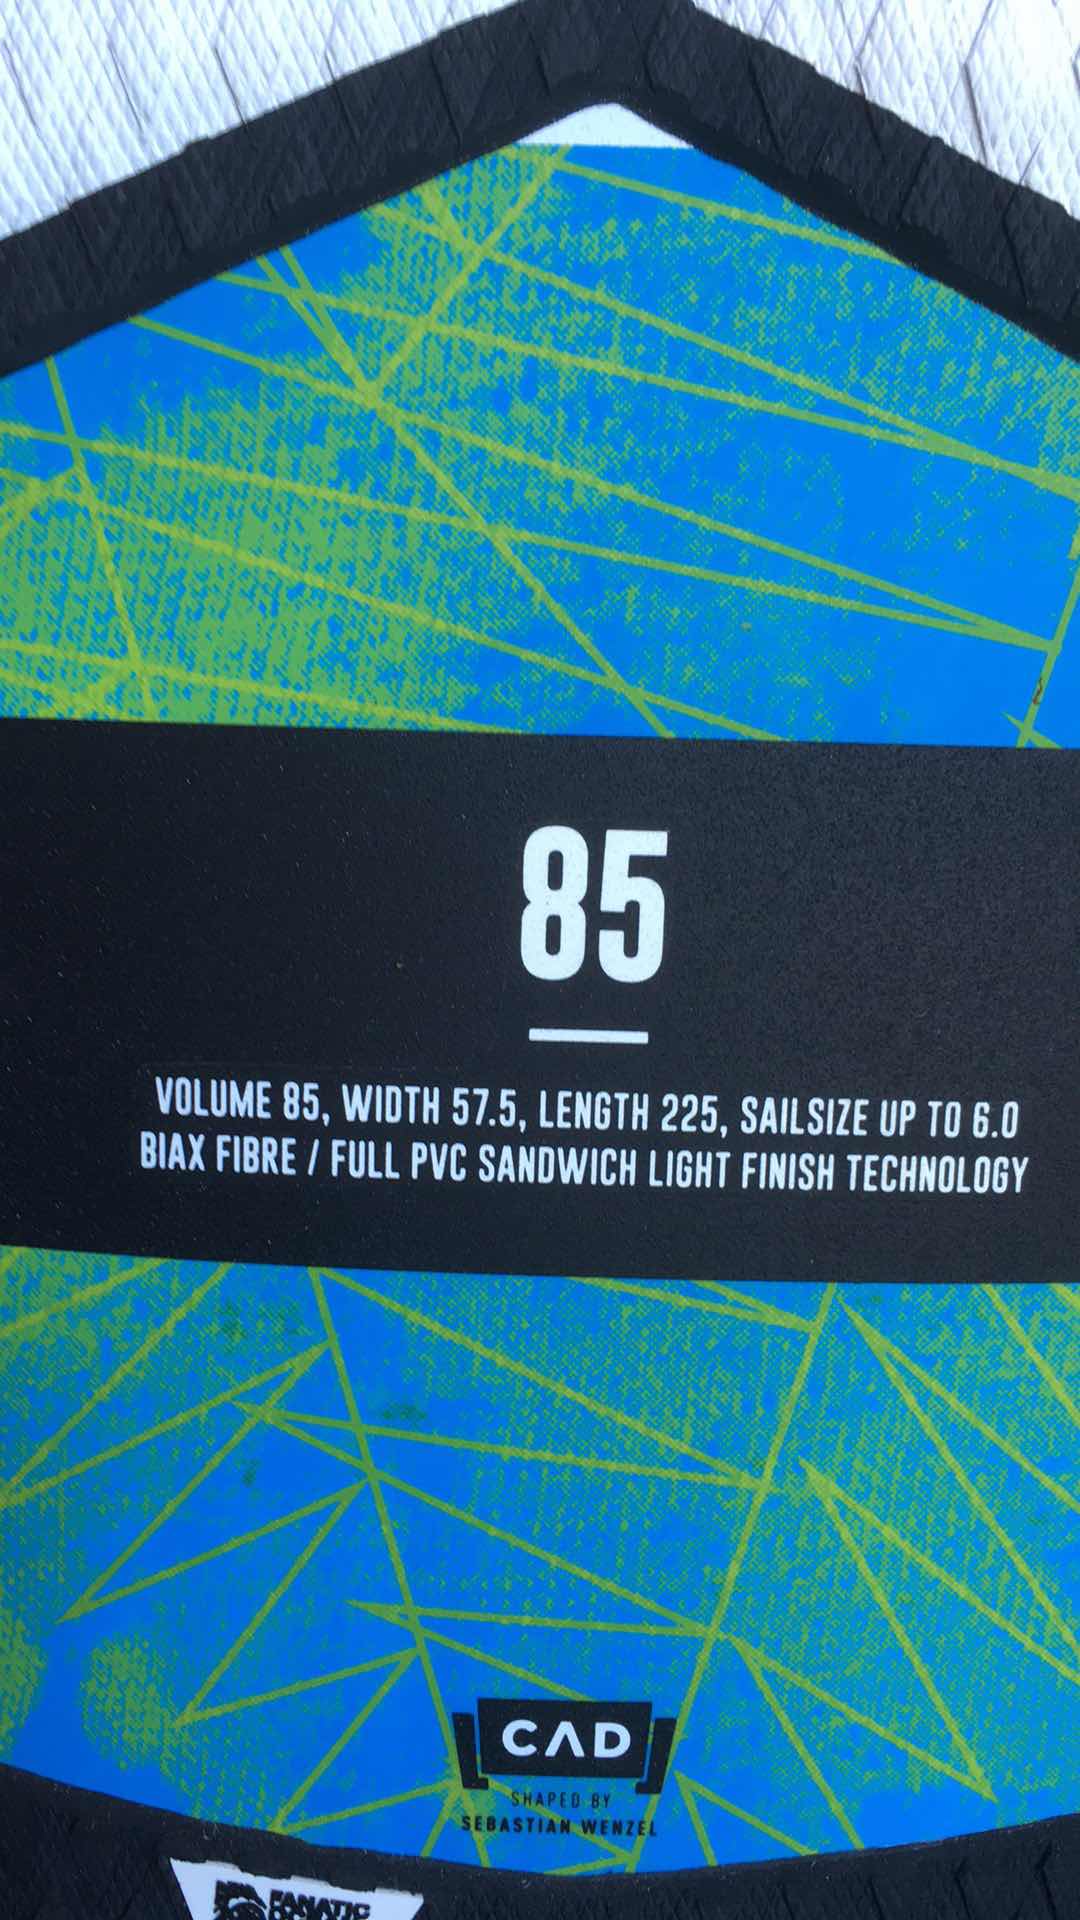 85
VOLUME 85, WIDTH 57.5, LENGTH 225, SAILSIZE UP TO 6.0
BIAX FIBRE / FULL PVC SANDWICH LIGHT FINISH TECHNOLOGY
CAD
SHAPED BY
SEBASTIAN WENZEL
FANATIC